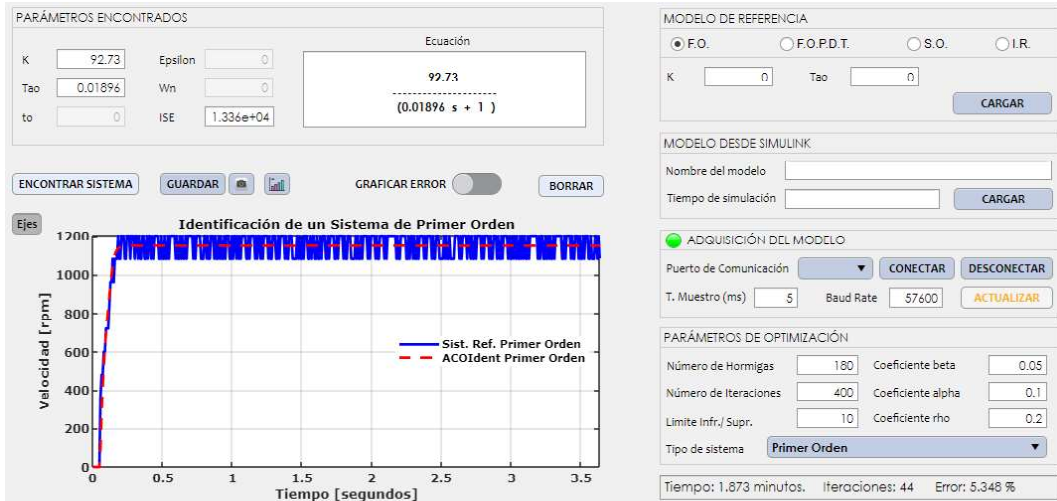 PARÁMETROS ENCONTRADOS
K 92.73 Epsilon 0
Tao 0.01896 Wn 0
to 0 ISE 1.336e+04
Ecuación
92.73
---------------------
(0.01896 s + 1 )
ENCONTRAR SISTEMA GUARDAR GRAFICAR ERROR BORRAR
Ejes
Identificación de un Sistema de Primer Orden
Velocidad [rpm]
1200
1000
800
600
400
200
0
Sist. Ref. Primer Orden
ACOIdent Primer Orden
0 0.5 1 1.5 2 2.5 3 3.5
Tiempo [segundos]
MODELO DE REFERENCIA
F.O. F.O.P.D.T. S.O. I.R.
K 0 Tao 0
CARGAR
MODELO DESDE SIMULINK
Nombre del modelo
Tiempo de simulación CARGAR
ADQUISICIÓN DEL MODELO
Puerto de Comunicación CONECTAR DESCONECTAR
T. Muestro (ms) 5 Baud Rate 57600 ACTUALIZAR
PARÁMETROS DE OPTIMIZACIÓN
Número de Hormigas 180 Coeficiente beta 0.05
Número de Iteraciones 400 Coeficiente alpha 0.1
Limite Infr./ Supr. 10 Coeficiente rho 0.2
Tipo de sistema Primer Orden
Tiempo: 1.873 minutos. Iteraciones: 44 Error: 5.348 %